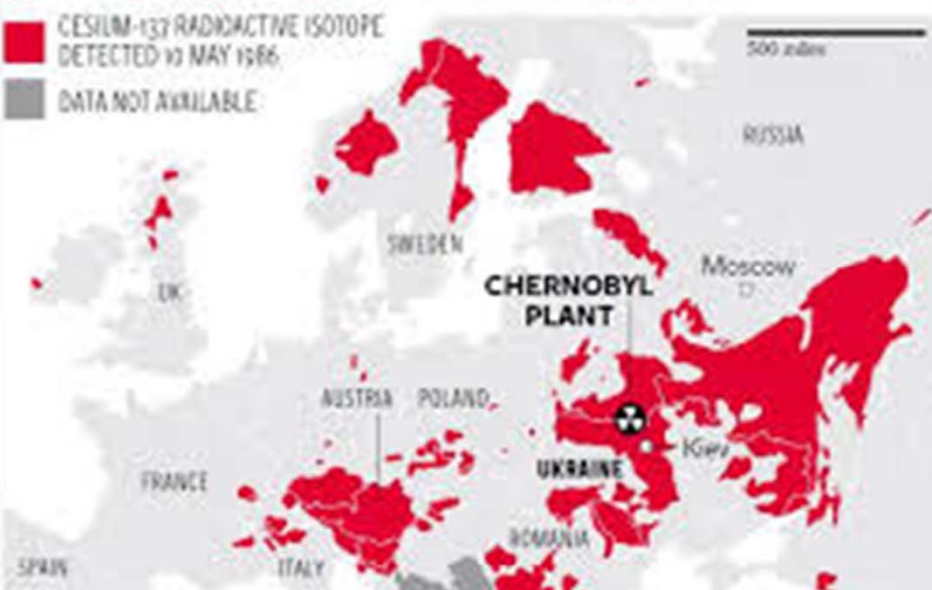 CESIUM-137 RADIOACTIVE ISOTOPE
DETECTED 10 MAY 1986
DATA NOT AVAILABLE
500 miles
RUSSIA
SWEDEN
Moscow
CHERNOBYL
PLANT
UK
AUSTRIA
POLAND
Kiev
UKRAINE
FRANCE
ROMANIA
SPAIN
ITALY